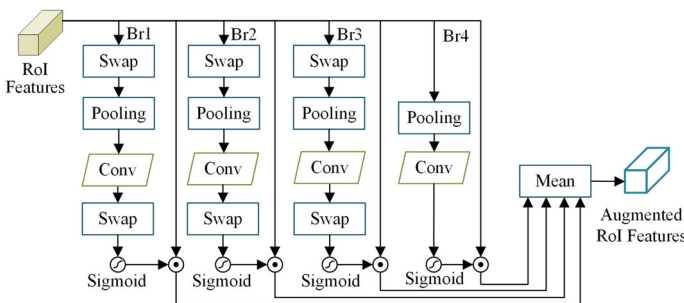 Br1 Br2 Br3 Br4
RoI
Features
Swap Swap Swap
Pooling Pooling Pooling Pooling
Conv Conv Conv Conv
Swap Swap Swap
Sigmoid Sigmoid Sigmoid Sigmoid
Mean
Augmented
RoI Features